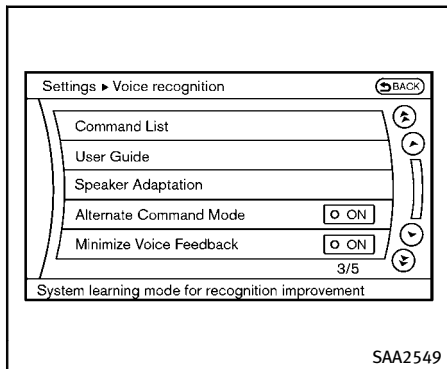 Settings ▸ Voice recognition BACK
Command List
User Guide
Speaker Adaptation
Alternate Command Mode ON
Minimize Voice Feedback ON
3/5
System learning mode for recognition improvement
SAA2549